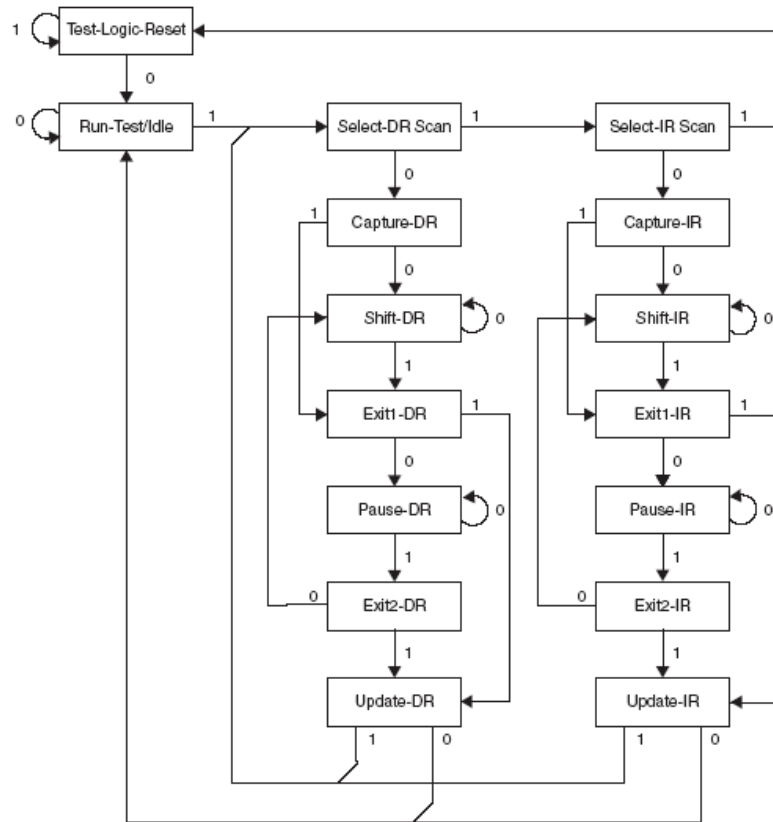 1
Test-Logic-Reset
0
0
Run-Test/Idle
1
Select-DR Scan
1
Select-IR Scan
1
0
0
1
Capture-DR
1
Capture-IR
0
0
Shift-DR
0
Shift-IR
0
1
1
Exit1-DR
1
Exit1-IR
1
0
0
Pause-DR
0
Pause-IR
0
1
1
0
Exit2-DR
0
Exit2-IR
1
1
Update-DR
Update-IR
1
0
1
0